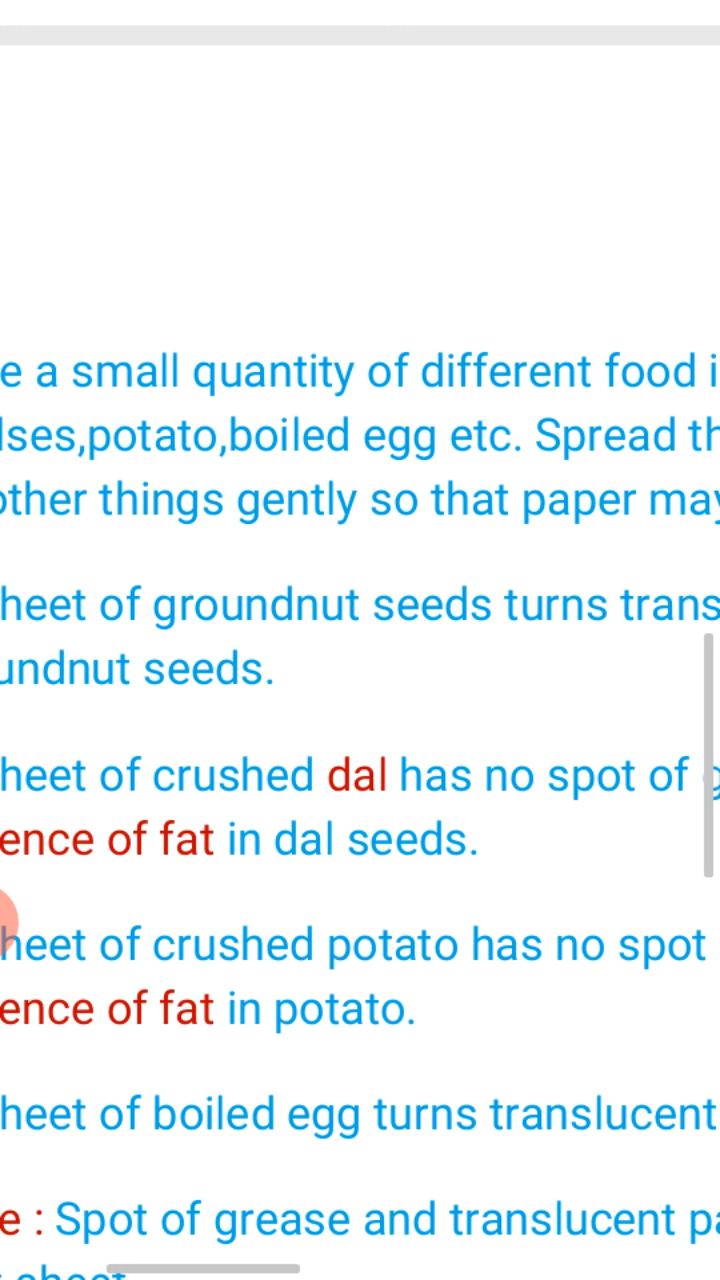 e a small quantity of different food i
lses,potato,boiled egg etc. Spread th
other things gently so that paper may
heet of groundnut seeds turns trans
undnut seeds.
heet of crushed dal has no spot of g
ence of fat in dal seeds.
heet of crushed potato has no spot
ence of fat in potato.
heet of boiled egg turns translucent
e : Spot of grease and translucent pa
sheet